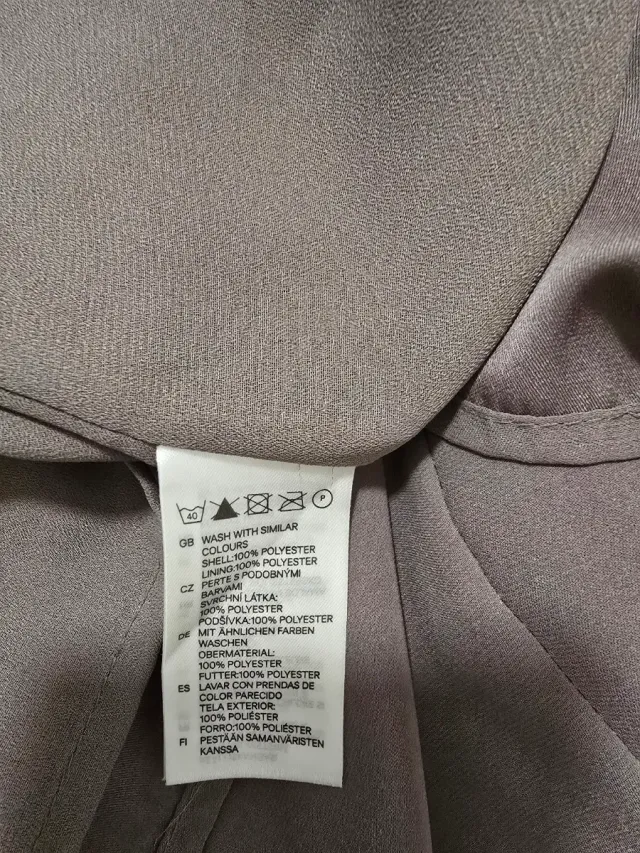 40 P
GB WASH WITH SIMILAR
COLOURS
SHELL:100% POLYESTER
LINING:100% POLYESTER
CZ PERTE S PODOBNÝMI
BARVAMI
SVRCHNÍ LÁTKA:
100% POLYESTER
PODŠÍVKA:100% POLYESTER
DE MIT ÄHNLICHEN FARBEN
WASCHEN
OBERMATERIAL:
100% POLYESTER
FUTTER:100% POLYESTER
ES LAVAR CON PRENDAS DE
COLOR PARECIDO
TELA EXTERIOR:
100% POLIÉSTER
FORRO:100% POLIÉSTER
FI PESTÄÄN SAMANVÄRISTEN
KANSSA